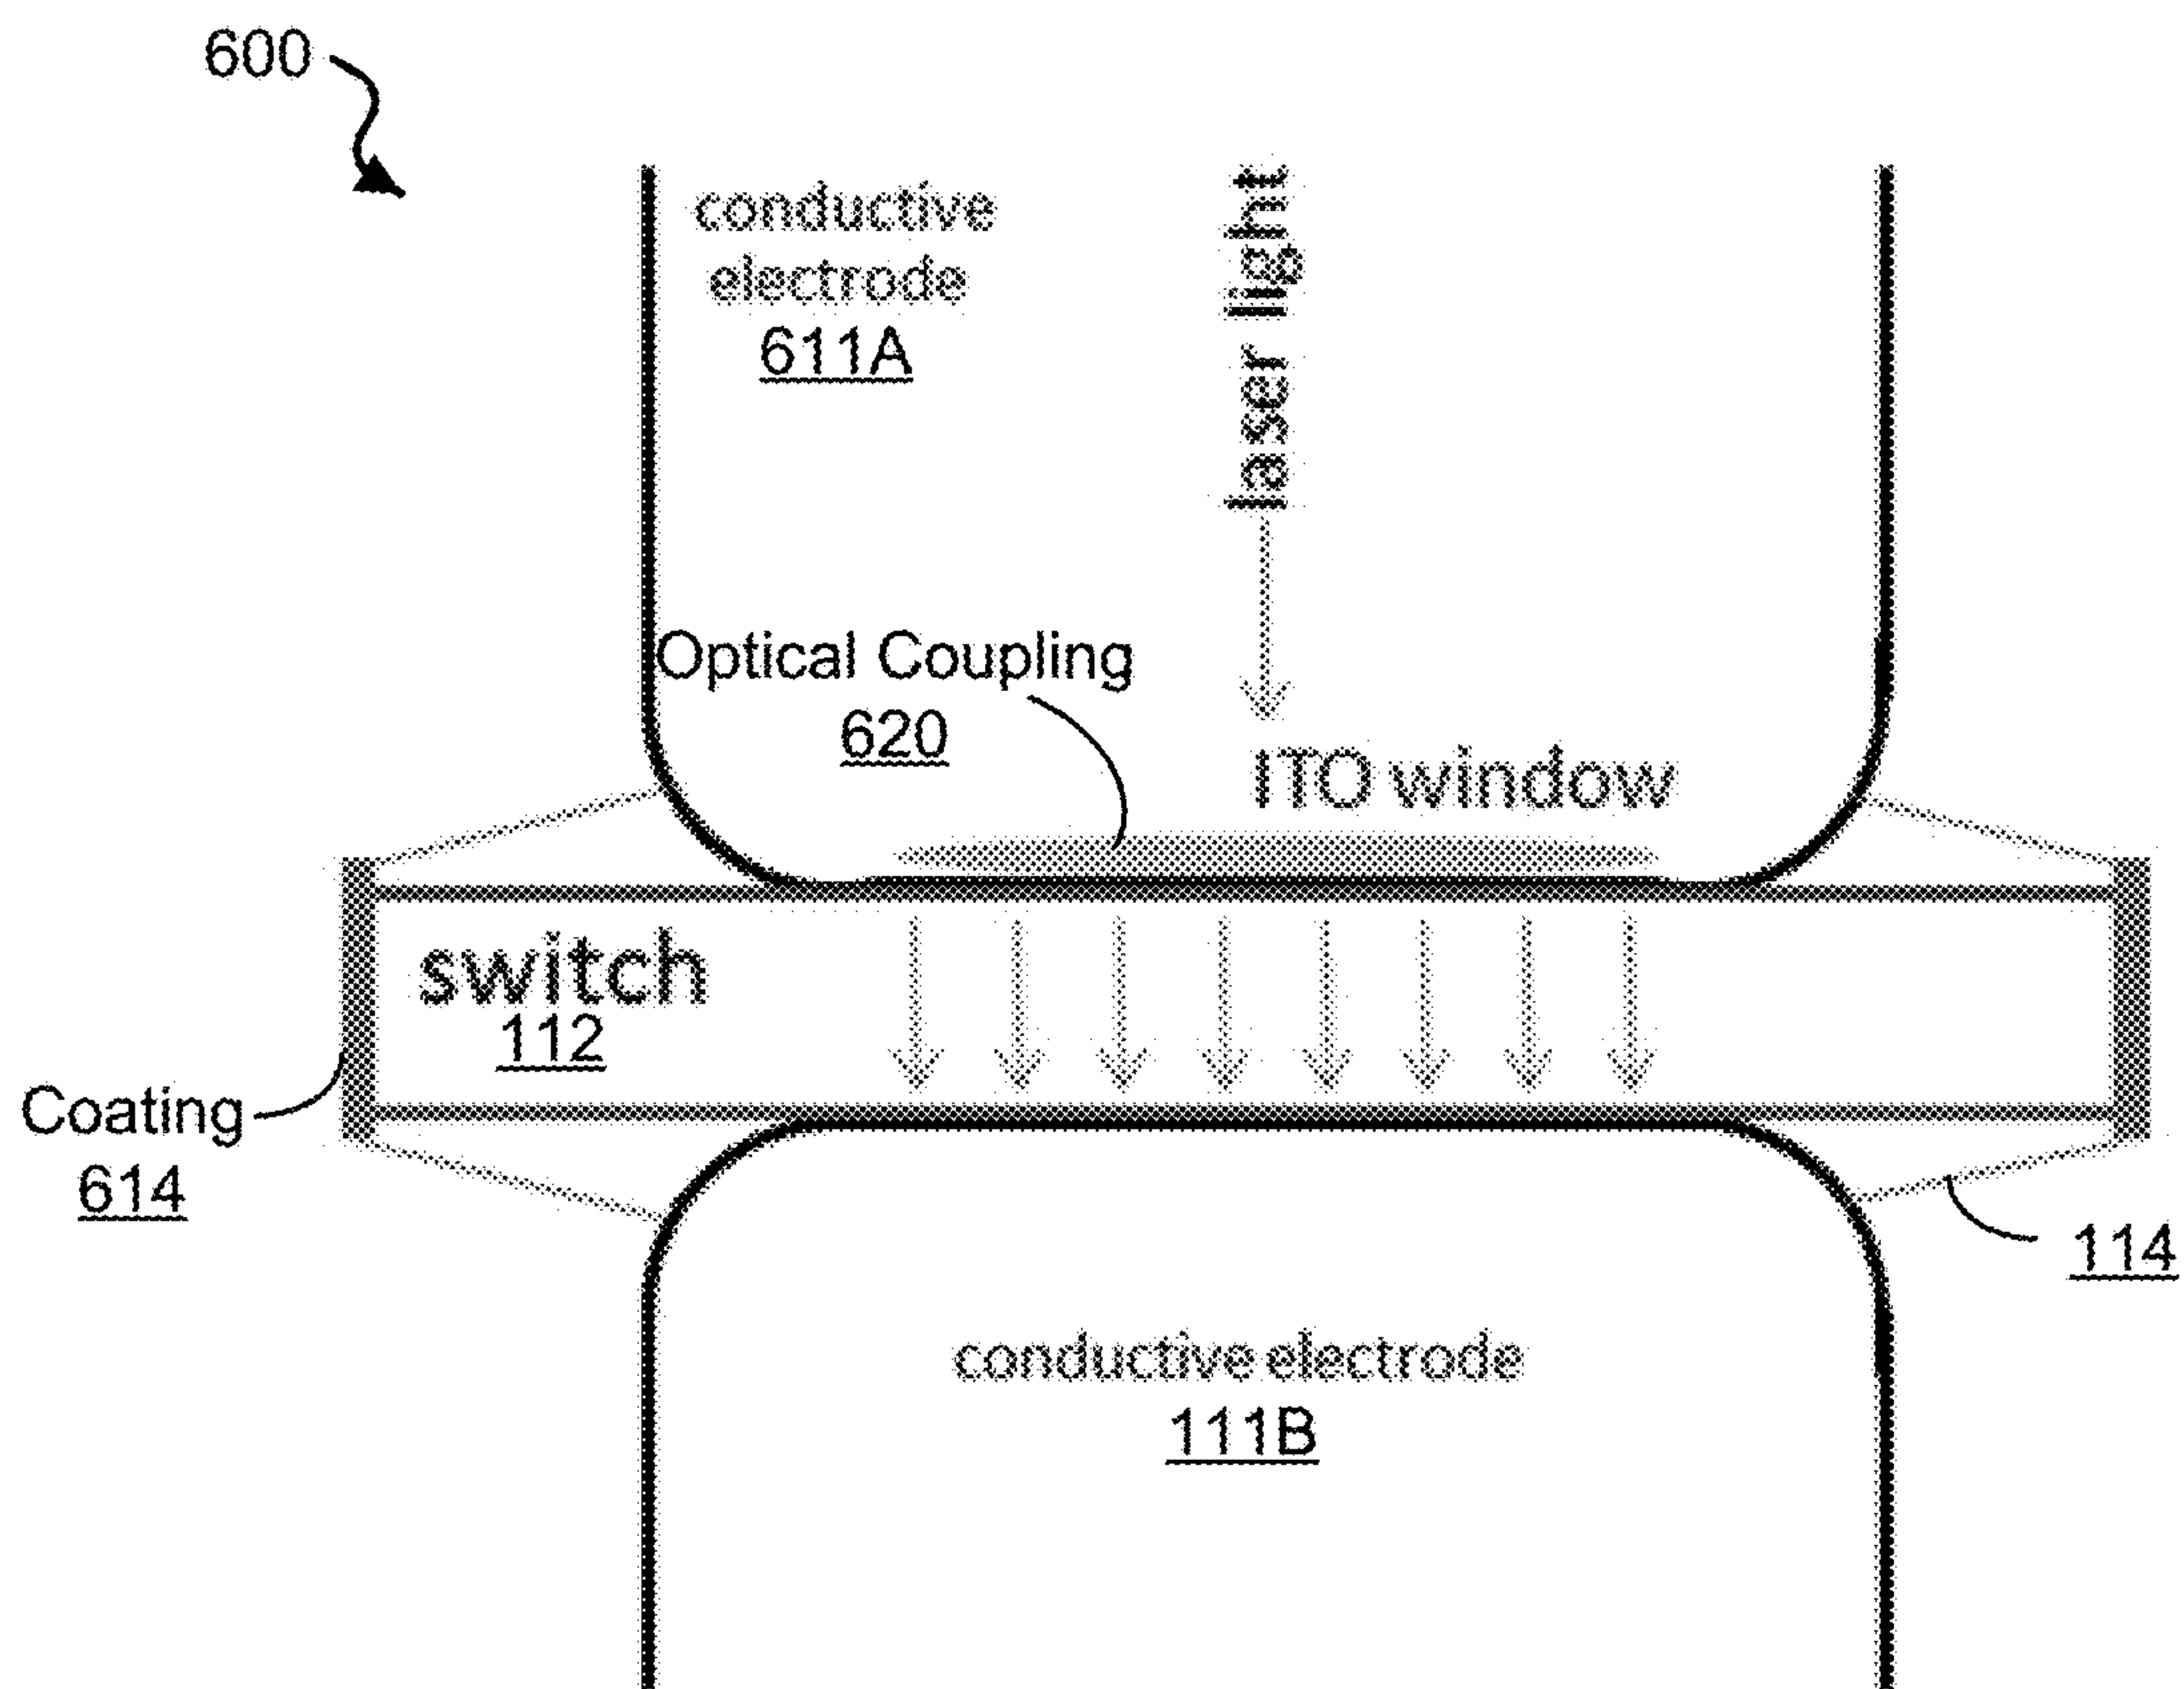 600
conductive
electrode
611A
laser light
Optical Coupling
620
ITO window
switch
112
Coating
614
114
conductive electrode
111B